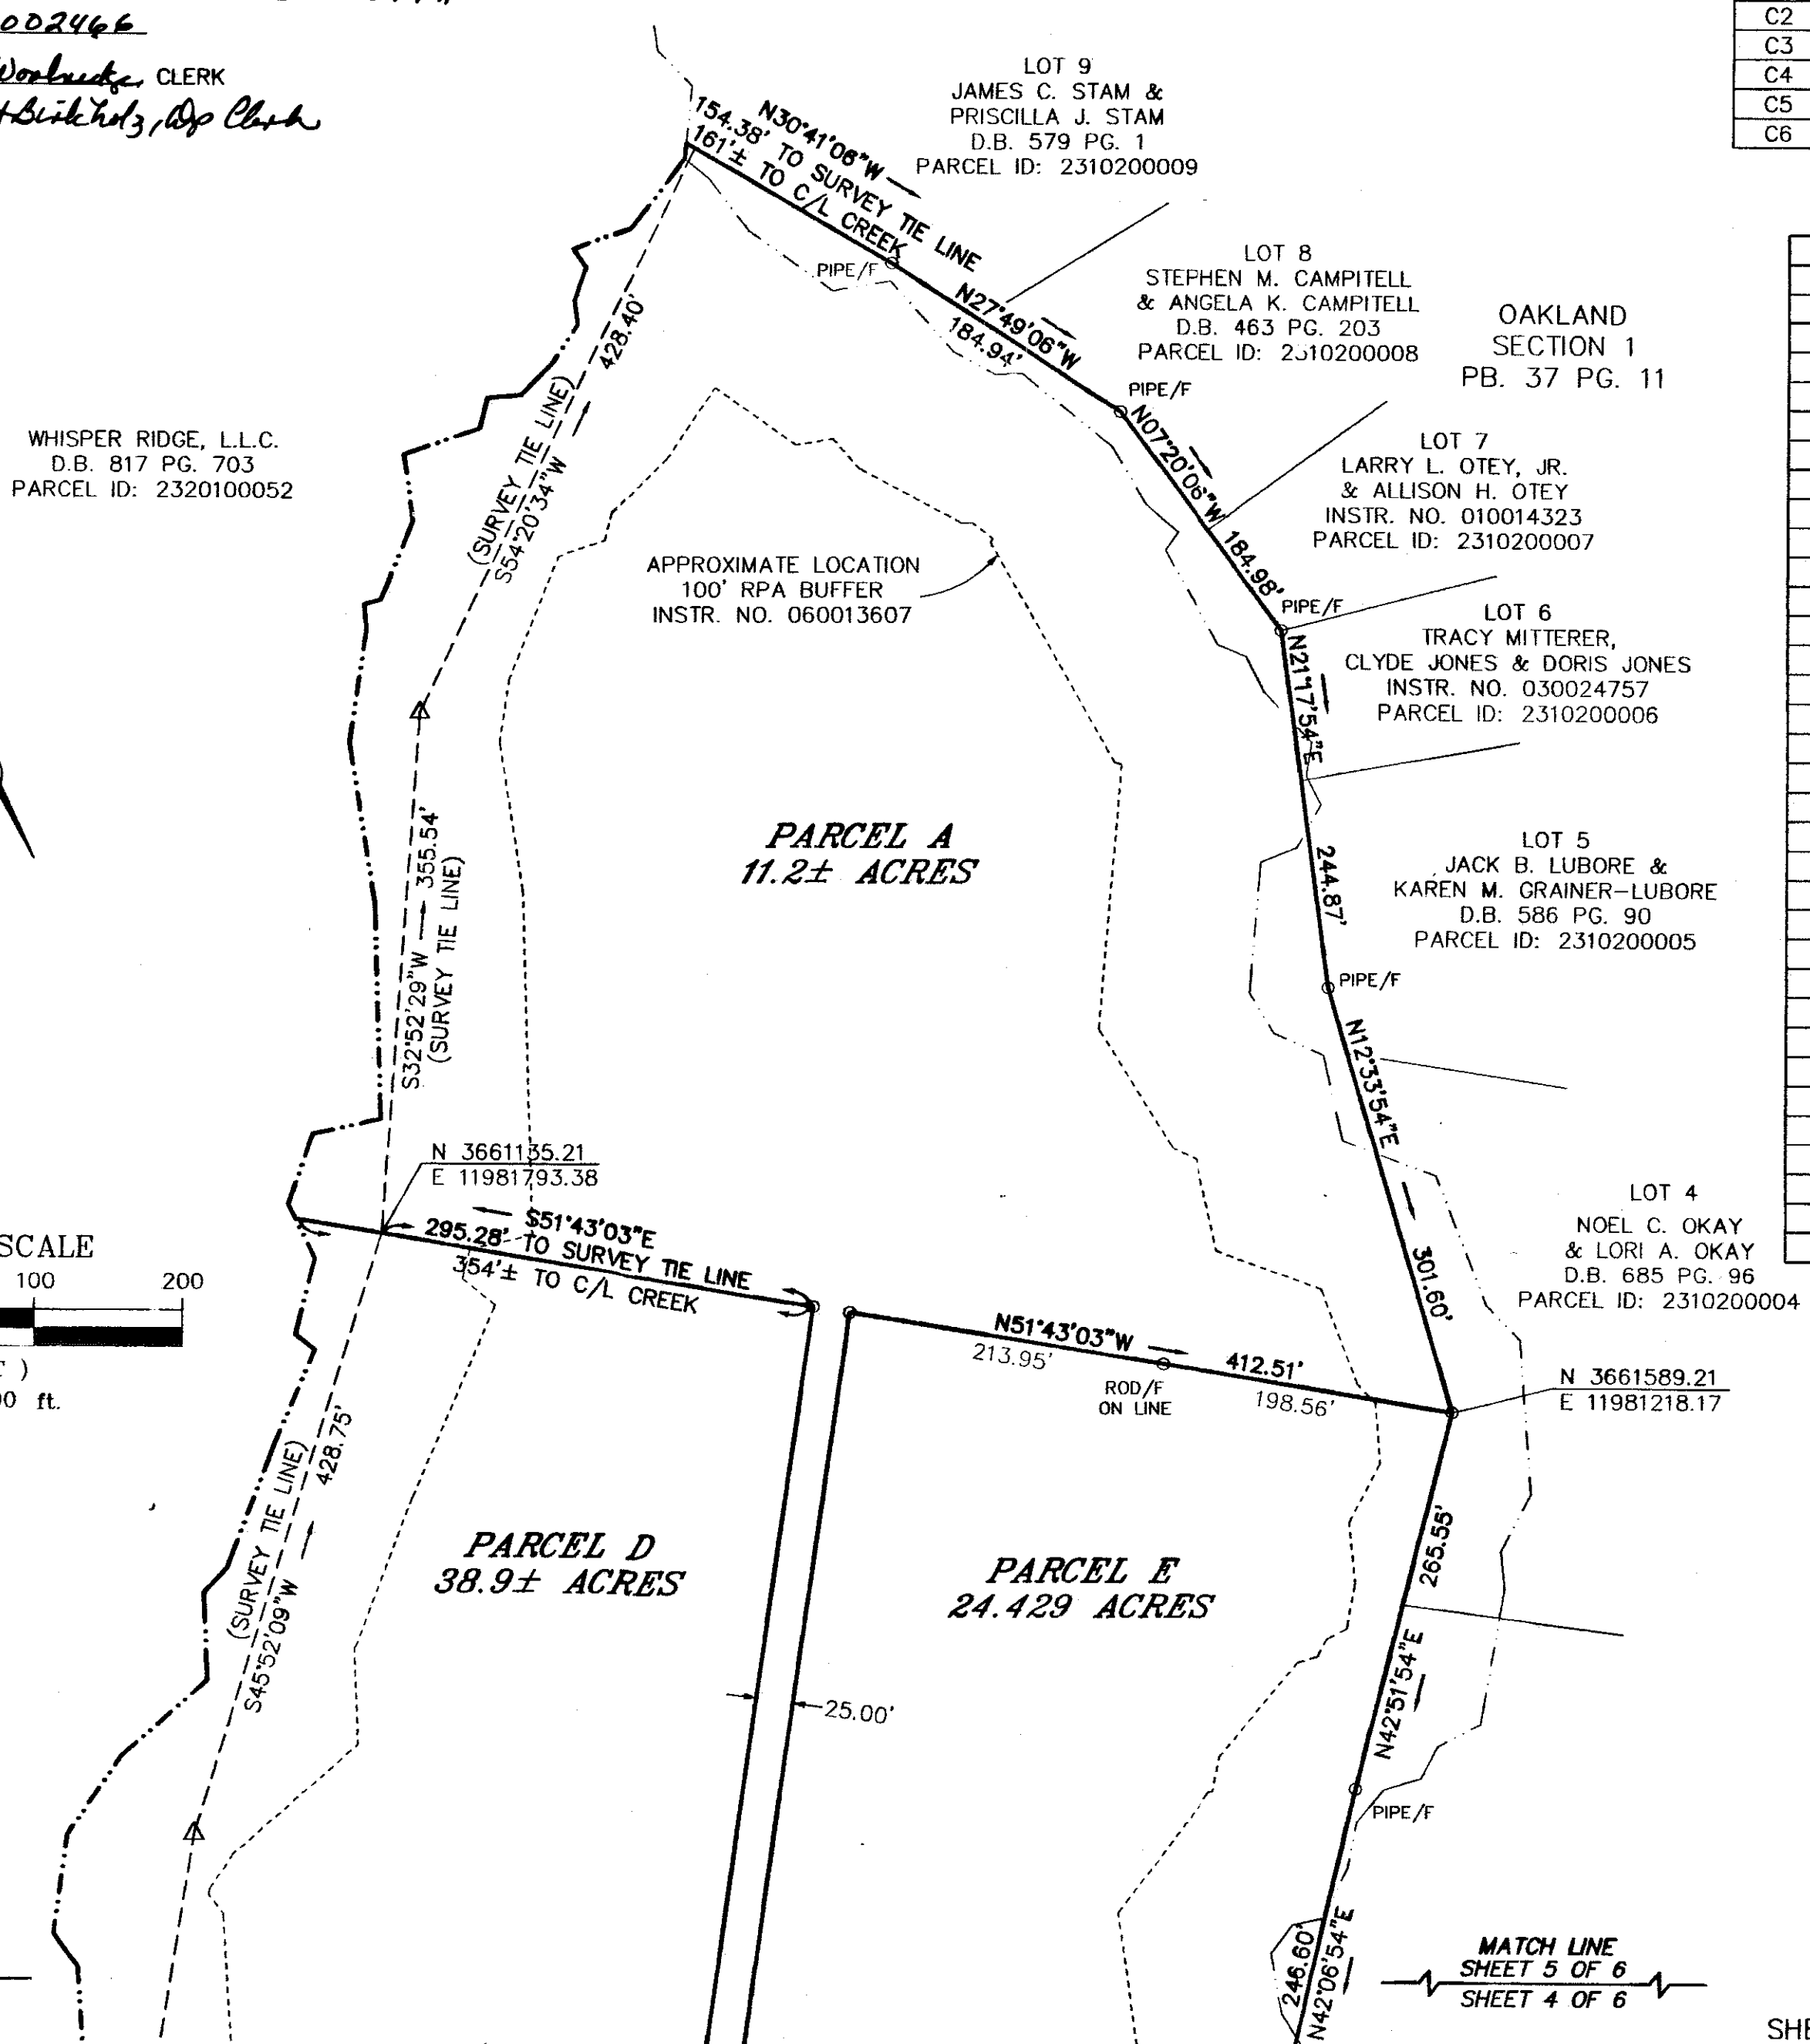 002466
CLERK
C2
C3
C4
C5
C6
LOT 9
JAMES C. STAM &
PRISCILLA J. STAM
D.B. 579 PG. 1
PARCEL ID: 2310200009
N30°41'06"W
154.38' TO SURVEY TIE LINE
161'± TO C/L CREEK
PIPE/F
N27°49'06"W
184.94'
LOT 8
STEPHEN M. CAMPITELL
& ANGELA K. CAMPITELL
D.B. 463 PG. 203
PARCEL ID: 2310200008
OAKLAND
SECTION 1
PB. 37 PG. 11
PIPE/F
N07°20'06"W
184.98'
LOT 7
LARRY L. OTEY, JR.
& ALLISON H. OTEY
INSTR. NO. 010014323
PARCEL ID: 2310200007
WHISPER RIDGE, L.L.C.
D.B. 817 PG. 703
PARCEL ID: 2320100052
428.40'
(SURVEY TIE LINE)
S54°20'34"W
APPROXIMATE LOCATION
100' RPA BUFFER
INSTR. NO. 060013607
PIPE/F
LOT 6
TRACY MITTERER,
CLYDE JONES & DORIS JONES
INSTR. NO. 030024757
PARCEL ID: 2310200006
N21°17'54"E
244.87'
PARCEL A
11.2± ACRES
LOT 5
JACK B. LUBORE &
KAREN M. GRAINER-LUBORE
D.B. 586 PG. 90
PARCEL ID: 2310200005
S32°52'29"W 355.54'
(SURVEY TIE LINE)
PIPE/F
N12°33'54"E
301.60'
N 3661135.21
E 11981793.38
S51°43'03"E
295.28' TO SURVEY TIE LINE
354'± TO C/L CREEK
LOT 4
NOEL C. OKAY
& LORI A. OKAY
D.B. 685 PG. 96
PARCEL ID: 2310200004
SCALE
100 200
)
ft.
N51°43'03"W
213.95'
412.51'
198.56'
ROD/F
ON LINE
N 3661589.21
E 11981218.17
(SURVEY TIE LINE)
428.75'
S45°52'09"W
PARCEL D
38.9± ACRES
PARCEL E
24.429 ACRES
265.55'
N42°51'54"E
25.00'
PIPE/F
246.60'
N42°06'54"E
MATCH LINE
SHEET 5 OF 6
SHEET 4 OF 6